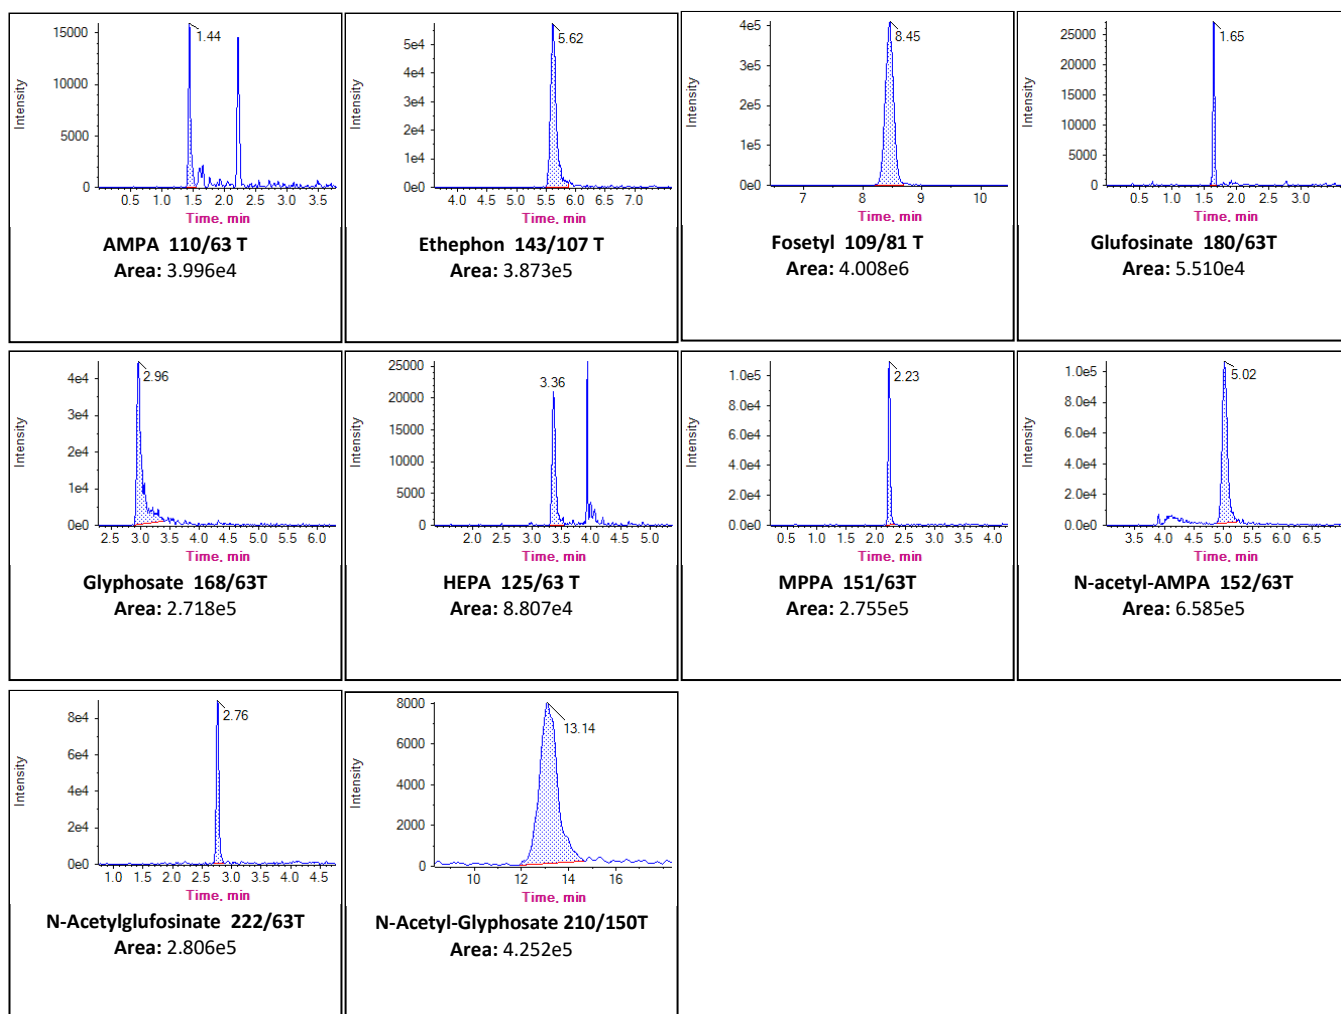 15000
10000
5000
0
Intensity
1.44
0.5 1.0 1.5 2.0 2.5 3.0 3.5
Time, min
AMPA 110/63 T
Area: 3.996e4
5e4
4e4
3e4
2e4
1e4
0e0
Intensity
5.62
4.0 4.5 5.0 5.5 6.0 6.5 7.0
Time, min
Ethephon 143/107 T
Area: 3.873e5
4e5
3e5
2e5
1e5
0e0
Intensity
8.45
7 8 9 10
Time, min
Fosetyl 109/81 T
Area: 4.008e6
25000
20000
15000
10000
5000
0
Intensity
1.65
0.5 1.0 1.5 2.0 2.5 3.0
Time, min
Glufosinate 180/63T
Area: 5.510e4
4e4
3e4
2e4
1e4
0e0
Intensity
2.96
2.5 3.0 3.5 4.0 4.5 5.0 5.5 6.0
Time, min
Glyphosate 168/63T
Area: 2.718e5
25000
20000
15000
10000
5000
0
Intensity
3.36
2.0 2.5 3.0 3.5 4.0 4.5 5.0
Time, min
HEPA 125/63 T
Area: 8.807e4
1.0e5
8.0e4
6.0e4
4.0e4
2.0e4
0.0e0
Intensity
2.23
0.5 1.0 1.5 2.0 2.5 3.0 3.5 4.0
Time, min
MPPA 151/63T
Area: 2.755e5
1.0e5
8.0e4
6.0e4
4.0e4
2.0e4
0.0e0
Intensity
5.02
3.5 4.0 4.5 5.0 5.5 6.0 6.5
Time, min
N-acetyl-AMPA 152/63T
Area: 6.585e5
8e4
6e4
4e4
2e4
0e0
Intensity
2.76
1.0 1.5 2.0 2.5 3.0 3.5 4.0 4.5
Time, min
N-Acetylglufosinate 222/63T
Area: 2.806e5
8000
6000
4000
2000
0
Intensity
13.14
10 12 14 16
Time, min
N-Acetyl-Glyphosate 210/150T
Area: 4.252e5